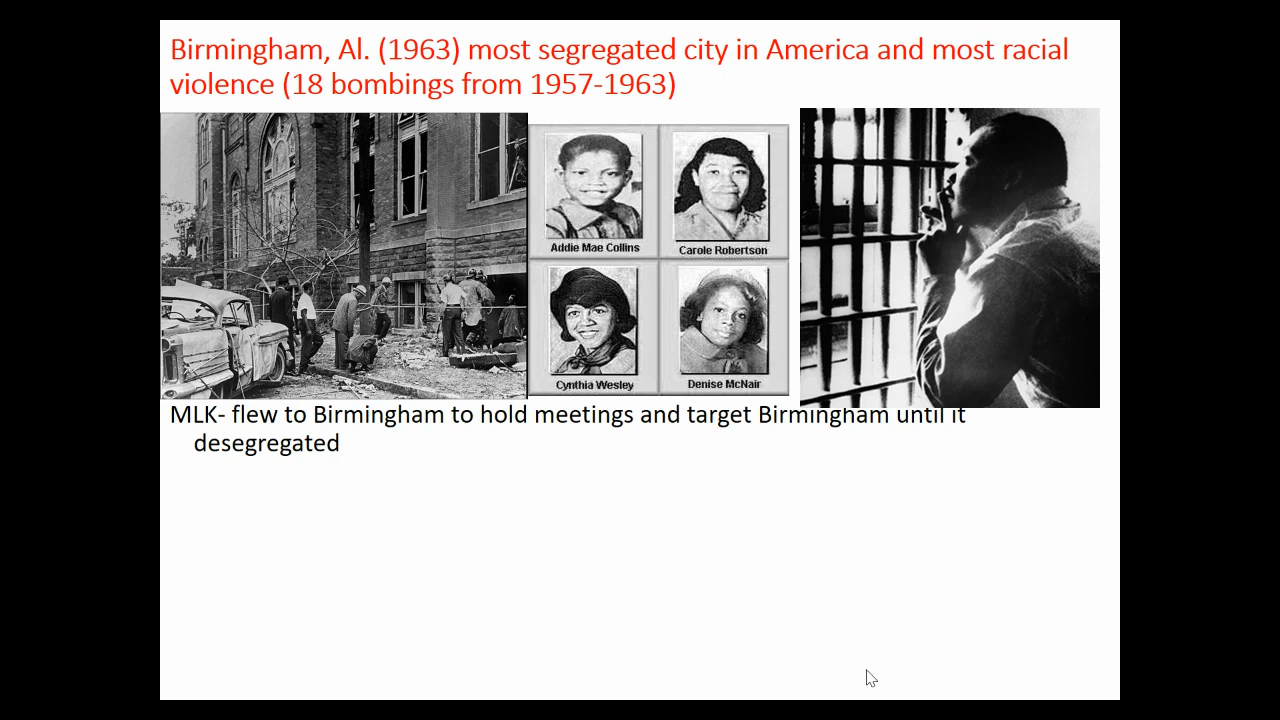 Birmingham, Al. (1963) most segregated city in America and most racial
violence (18 bombings from 1957-1963)
Addie Mae Collins
Carole Robertson
Cynthia Wesley
Denise McNair
MLK- flew to Birmingham to hold meetings and target Birmingham until it
desegregated